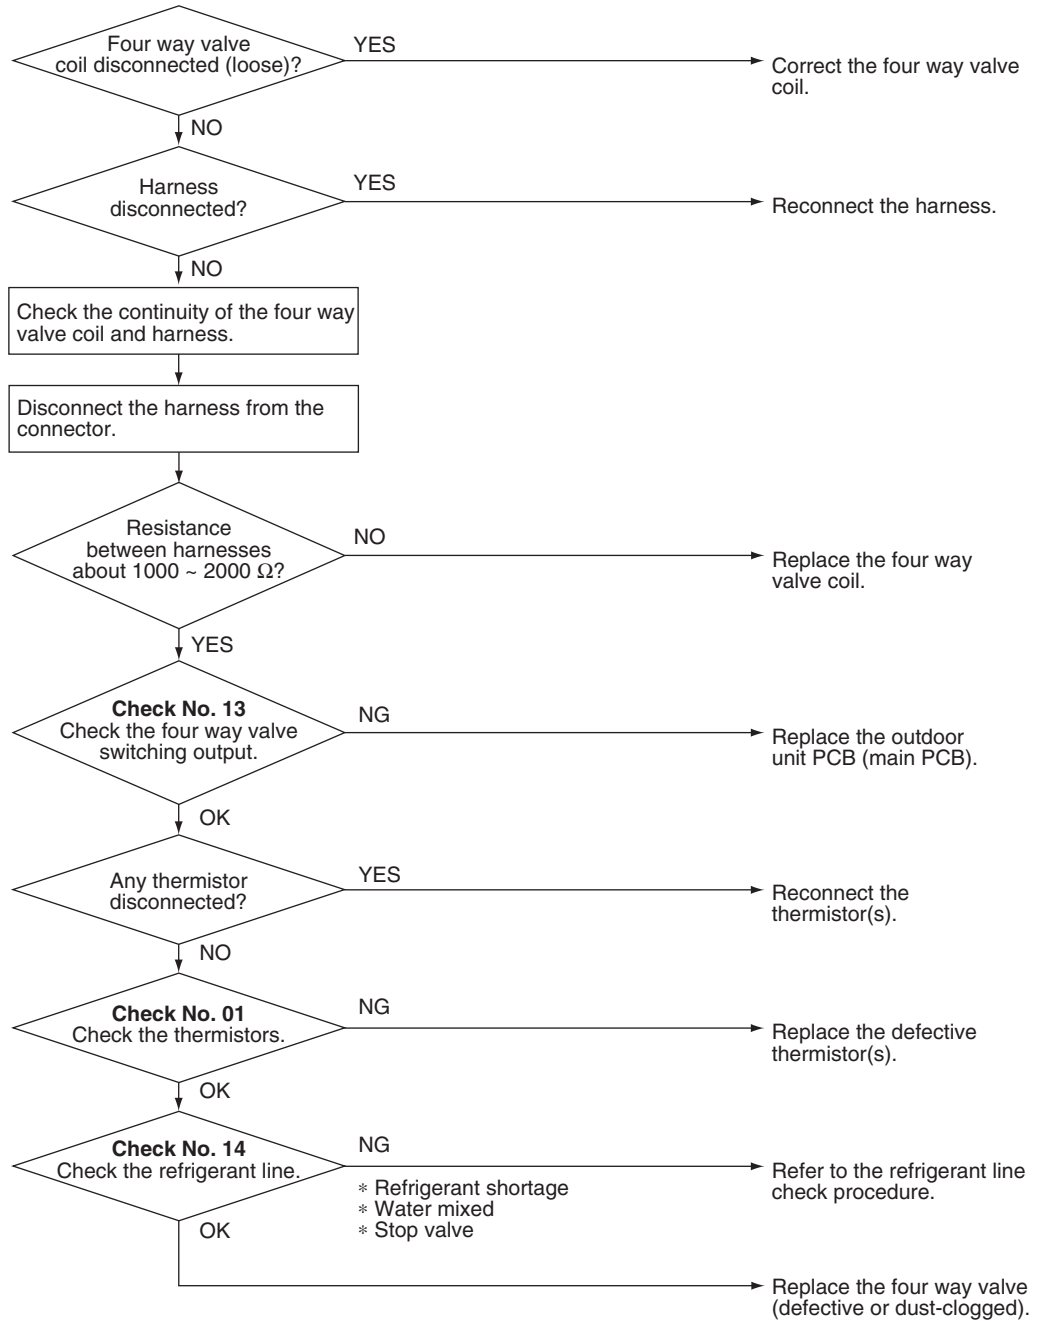 Four way valve
coil disconnected (loose)?
YES
Correct the four way valve
coil.
NO
Harness
disconnected?
YES
Reconnect the harness.
NO
Check the continuity of the four way
valve coil and harness.
Disconnect the harness from the
connector.
Resistance
between harnesses
about 1000 ~ 2000 Ω?
NO
Replace the four way
valve coil.
YES
Check No. 13
Check the four way valve
switching output.
NG
Replace the outdoor
unit PCB (main PCB).
OK
Any thermistor
disconnected?
YES
Reconnect the
thermistor(s).
NO
Check No. 01
Check the thermistors.
NG
Replace the defective
thermistor(s).
OK
Check No. 14
Check the refrigerant line.
NG
∗ Refrigerant shortage
∗ Water mixed
∗ Stop valve
Refer to the refrigerant line
check procedure.
OK
Replace the four way valve
(defective or dust-clogged).